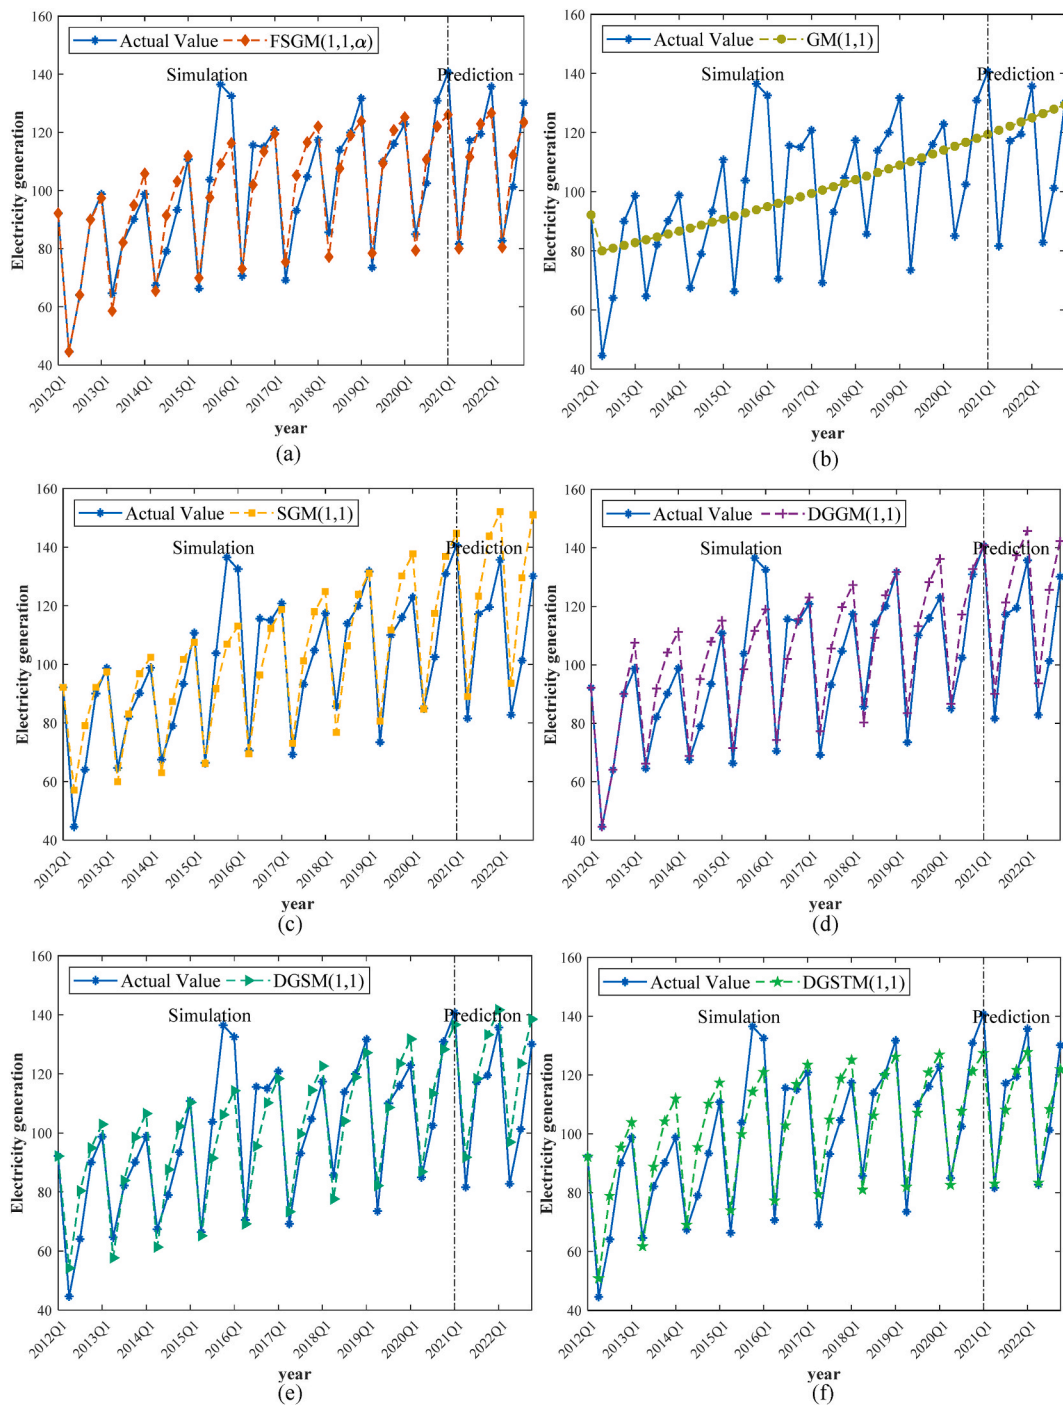 Actual Value FSGM(1,1,α)
Simulation
Prediction
Electricity generation
160
140
120
100
80
60
40
2012Q1
2013Q1
2014Q1
2015Q1
2016Q1
2017Q1
2018Q1
2019Q1
2020Q1
2021Q1
2022Q1
year
(a)
Actual Value GM(1,1)
Simulation
Prediction
Electricity generation
160
140
120
100
80
60
40
2012Q1
2013Q1
2014Q1
2015Q1
2016Q1
2017Q1
2018Q1
2019Q1
2020Q1
2021Q1
2022Q1
year
(b)
Actual Value SGM(1,1)
Simulation
Prediction
Electricity generation
160
140
120
100
80
60
40
2012Q1
2013Q1
2014Q1
2015Q1
2016Q1
2017Q1
2018Q1
2019Q1
2020Q1
2021Q1
2022Q1
year
(c)
Actual Value DGGM(1,1)
Simulation
Prediction
Electricity generation
160
140
120
100
80
60
40
2012Q1
2013Q1
2014Q1
2015Q1
2016Q1
2017Q1
2018Q1
2019Q1
2020Q1
2021Q1
2022Q1
year
(d)
Actual Value DGSM(1,1)
Simulation
Prediction
Electricity generation
160
140
120
100
80
60
40
2012Q1
2013Q1
2014Q1
2015Q1
2016Q1
2017Q1
2018Q1
2019Q1
2020Q1
2021Q1
2022Q1
year
(e)
Actual Value DGSTM(1,1)
Simulation
Prediction
Electricity generation
160
140
120
100
80
60
40
2012Q1
2013Q1
2014Q1
2015Q1
2016Q1
2017Q1
2018Q1
2019Q1
2020Q1
2021Q1
2022Q1
year
(f)